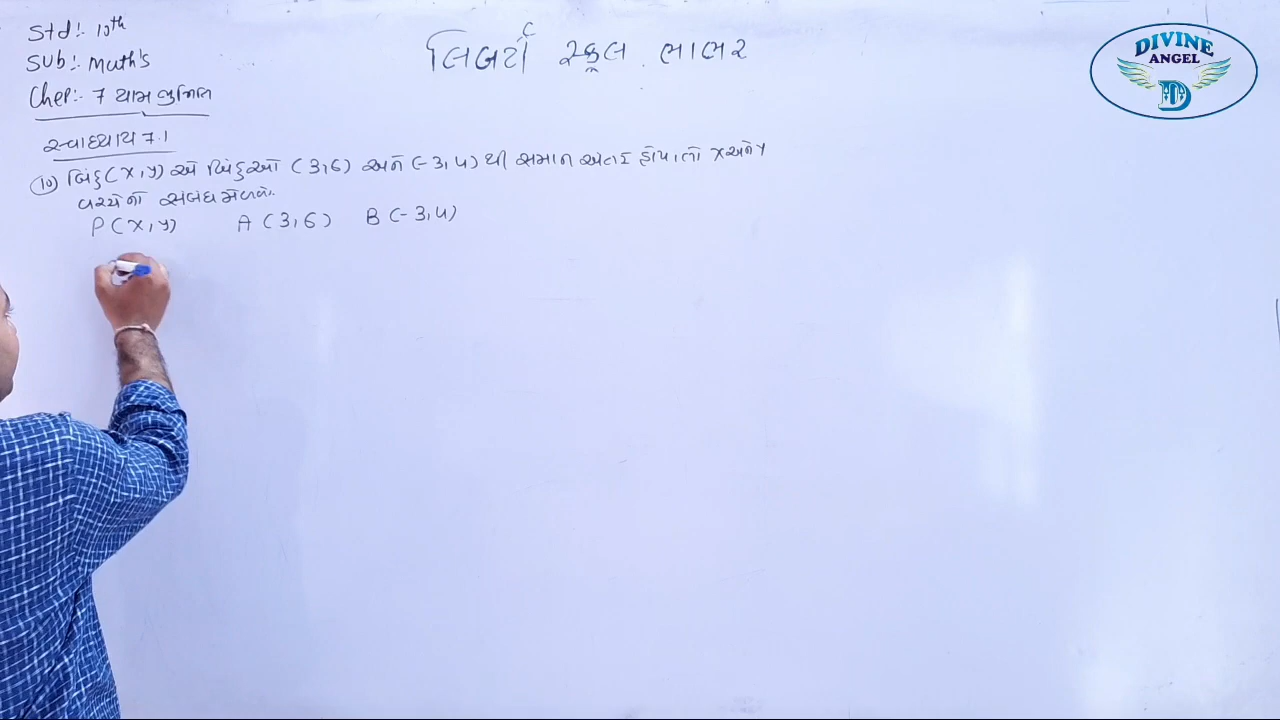 Std:- 10th
Sub:- Math's
Chep:- 7 યામ ભુમિતિ
લિબર્ટી સ્કૂલ ભાભર
DIVINE
ANGEL
D
સ્વાધ્યાય 7.1
(10) બિંદુ (x,y) એ બિંદુઓ (3,6) અને (-3,4) થી સમાન અંતરે હોય, તો x અને y
વચ્ચેનો સંબંધ મેળવો.
P(x,y) A(3,6) B(-3,4)